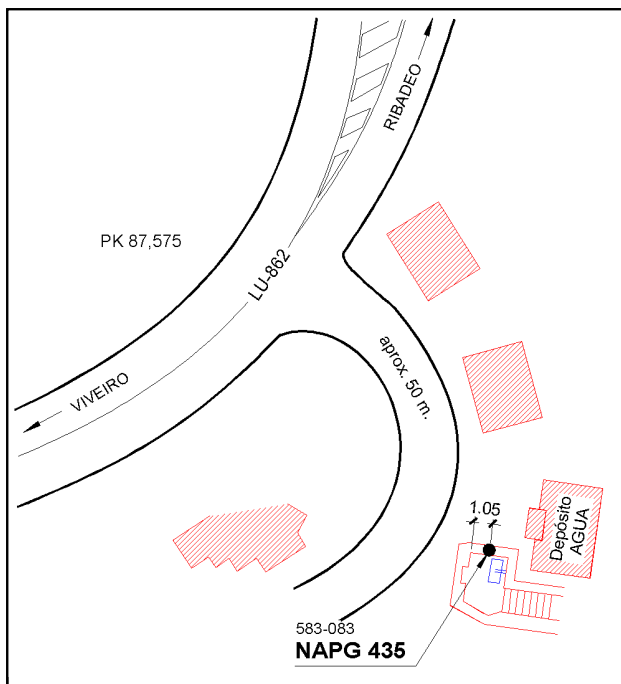 RIBADEO
PK 87,575
LU-862
aprox. 50 m.
VIVEIRO
1.05
Depósito
AGUA
583-083
NAPG 435